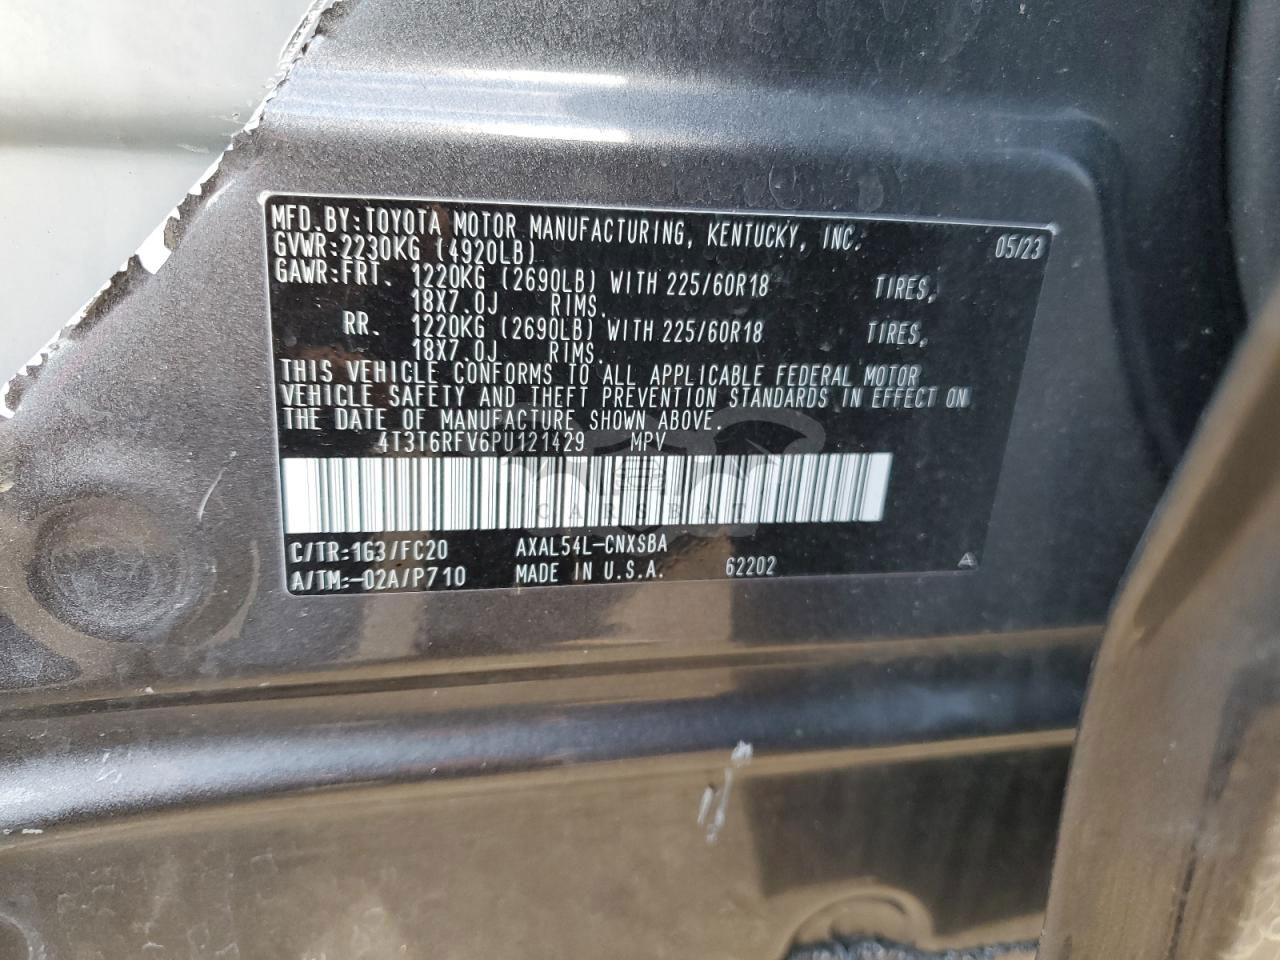 MFD.BY:TOYOTA MOTOR MANUFACTURING, KENTUCKY, INC. 05/23
GVWR:2230KG (4920LB)
GAWR:FRT. 1220KG (2690LB) WITH 225/60R18 TIRES,
18X7.0J RIMS.
RR. 1220KG (2690LB) WITH 225/60R18 TIRES,
18X7.0J RIMS.
THIS VEHICLE CONFORMS TO ALL APPLICABLE FEDERAL MOTOR
VEHICLE SAFETY AND THEFT PREVENTION STANDARDS IN EFFECT ON
THE DATE OF MANUFACTURE SHOWN ABOVE.
4T3T6RFV6PU121429 MPV
CARSBAT
C/TR:1G3/FC20 AXAL54L-CNXSBA
A/TM:-02A/P710 MADE IN U.S.A. 62202